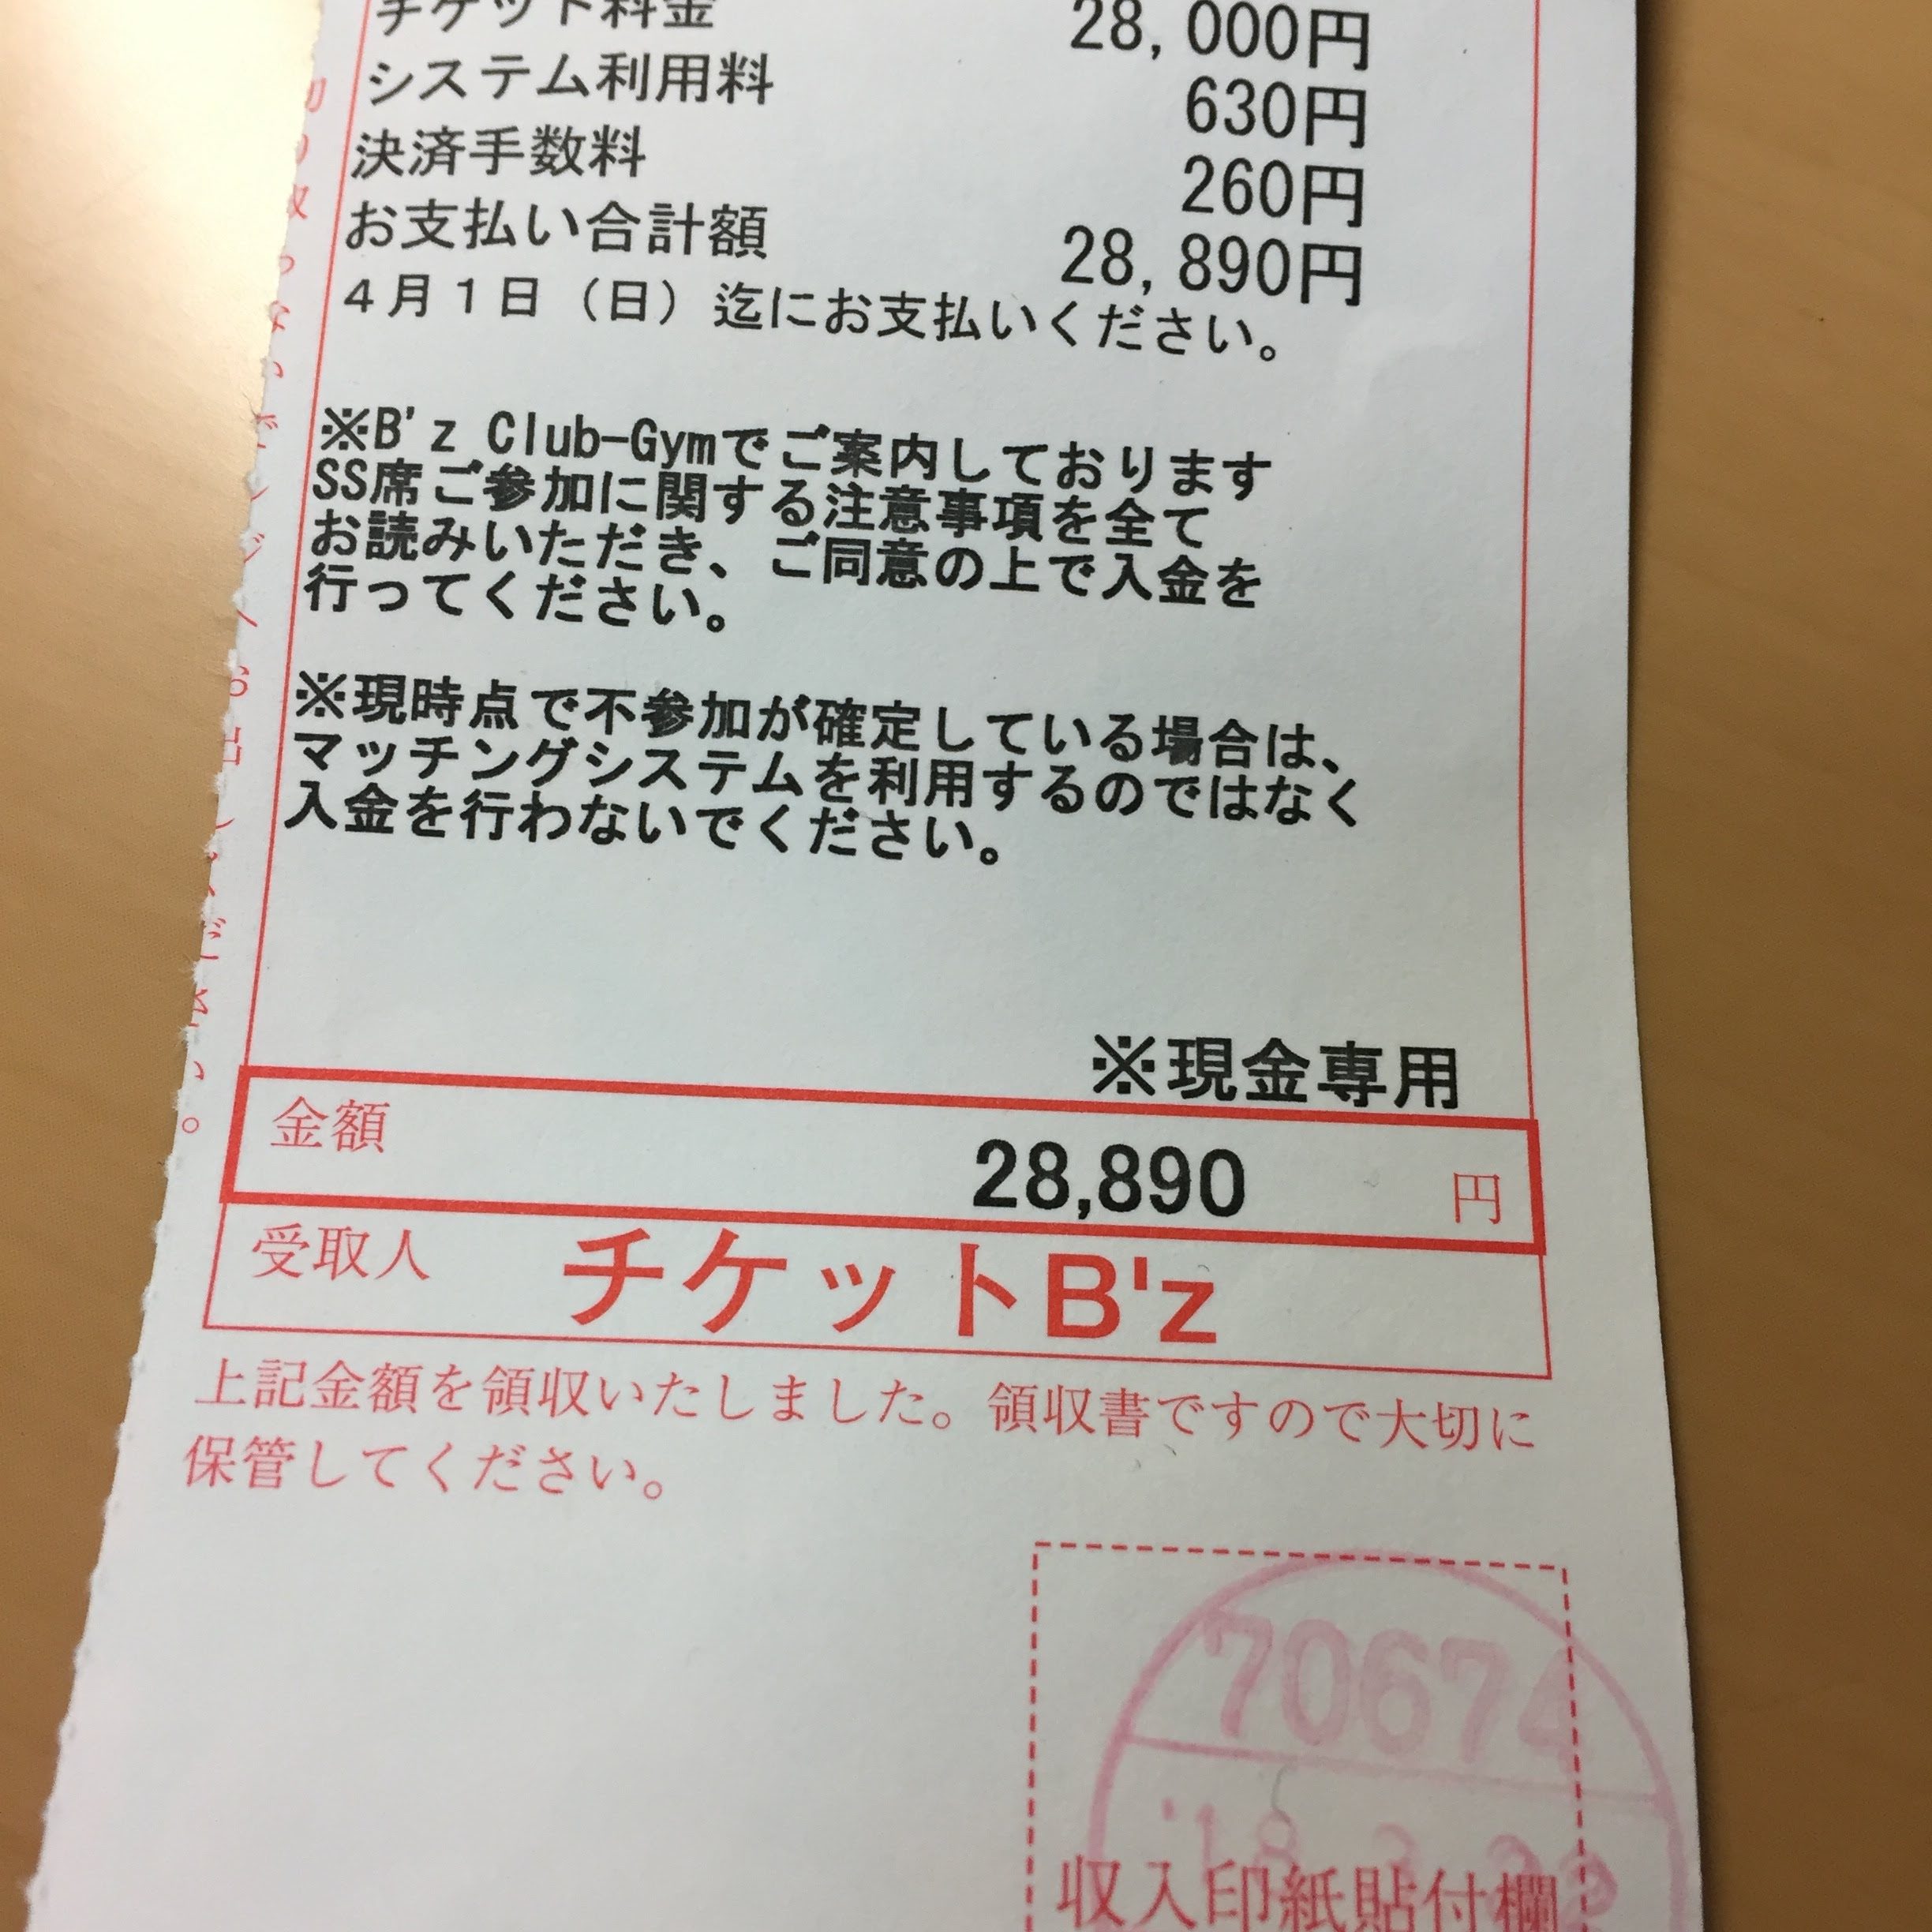 チケット料金 28,000円
システム利用料 630円
決済手数料 260円
お支払い合計額 28,890円
4月1日（日）迄にお支払いください。
※B'z Club-Gymでご案内しております
SS席ご参加に関する注意事項を全て
お読みいただき、ご同意の上で入金を
行ってください。
※現時点で不参加が確定している場合は、
マッチングシステムを利用するのではなく
入金を行わないでください。
※現金専用
金額 28,890 円
受取人 チケットB'z
上記金額を領収いたしました。領収書ですので大切に
保管してください。
70674
収入印紙貼付欄